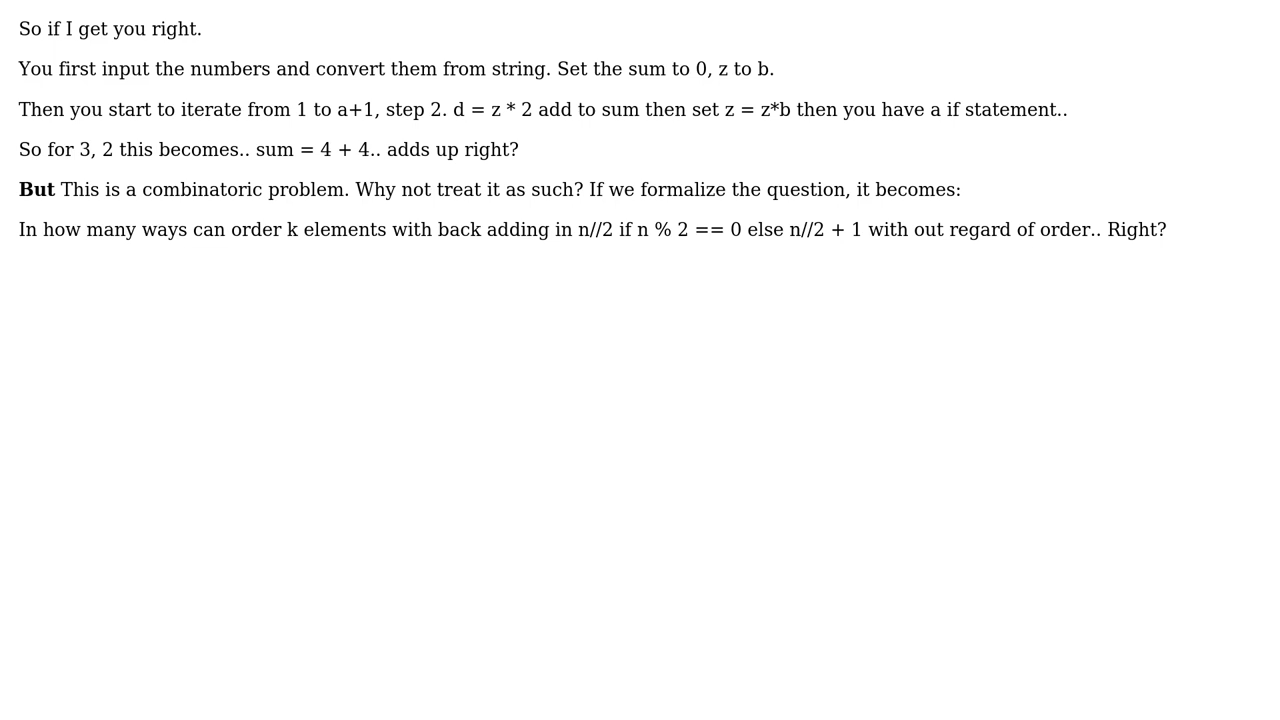 So if I get you right.
You first input the numbers and convert them from string. Set the sum to 0, z to b.
Then you start to iterate from 1 to a+1, step 2. d = z * 2 add to sum then set z = z*b then you have a if statement..
So for 3, 2 this becomes.. sum = 4 + 4.. adds up right?
But This is a combinatoric problem. Why not treat it as such? If we formalize the question, it becomes:
In how many ways can order k elements with back adding in n//2 if n % 2 == 0 else n//2 + 1 with out regard of order.. Right?